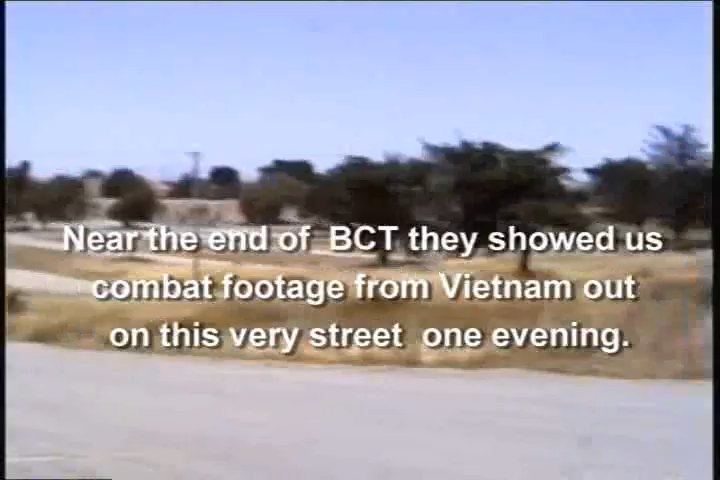 Near the end of  BCT they showed us
combat footage from Vietnam out
on this very street  one evening.